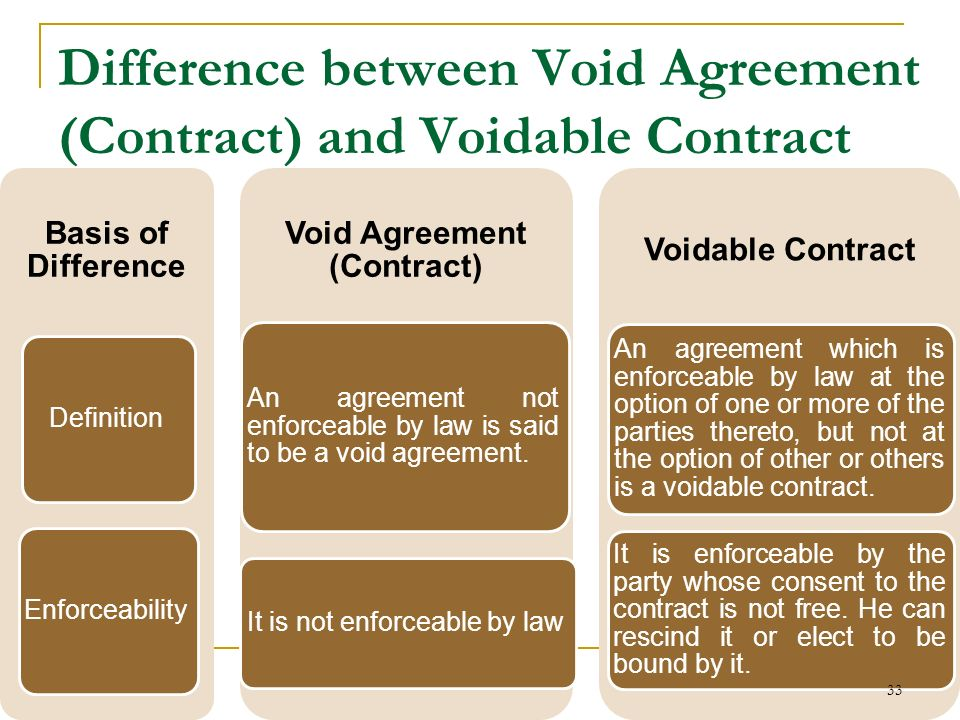 Difference between Void Agreement
(Contract) and Voidable Contract
Basis of
Difference
Void Agreement
(Contract)
Voidable Contract
Definition
An agreement not
enforceable by law is said
to be a void agreement.
An agreement which is
enforceable by law at the
option of one or more of the
parties thereto, but not at
the option of other or others
is a voidable contract.
Enforceability
It is not enforceable by law
It is enforceable by the
party whose consent to the
contract is not free. He can
rescind it or elect to be
bound by it.
33